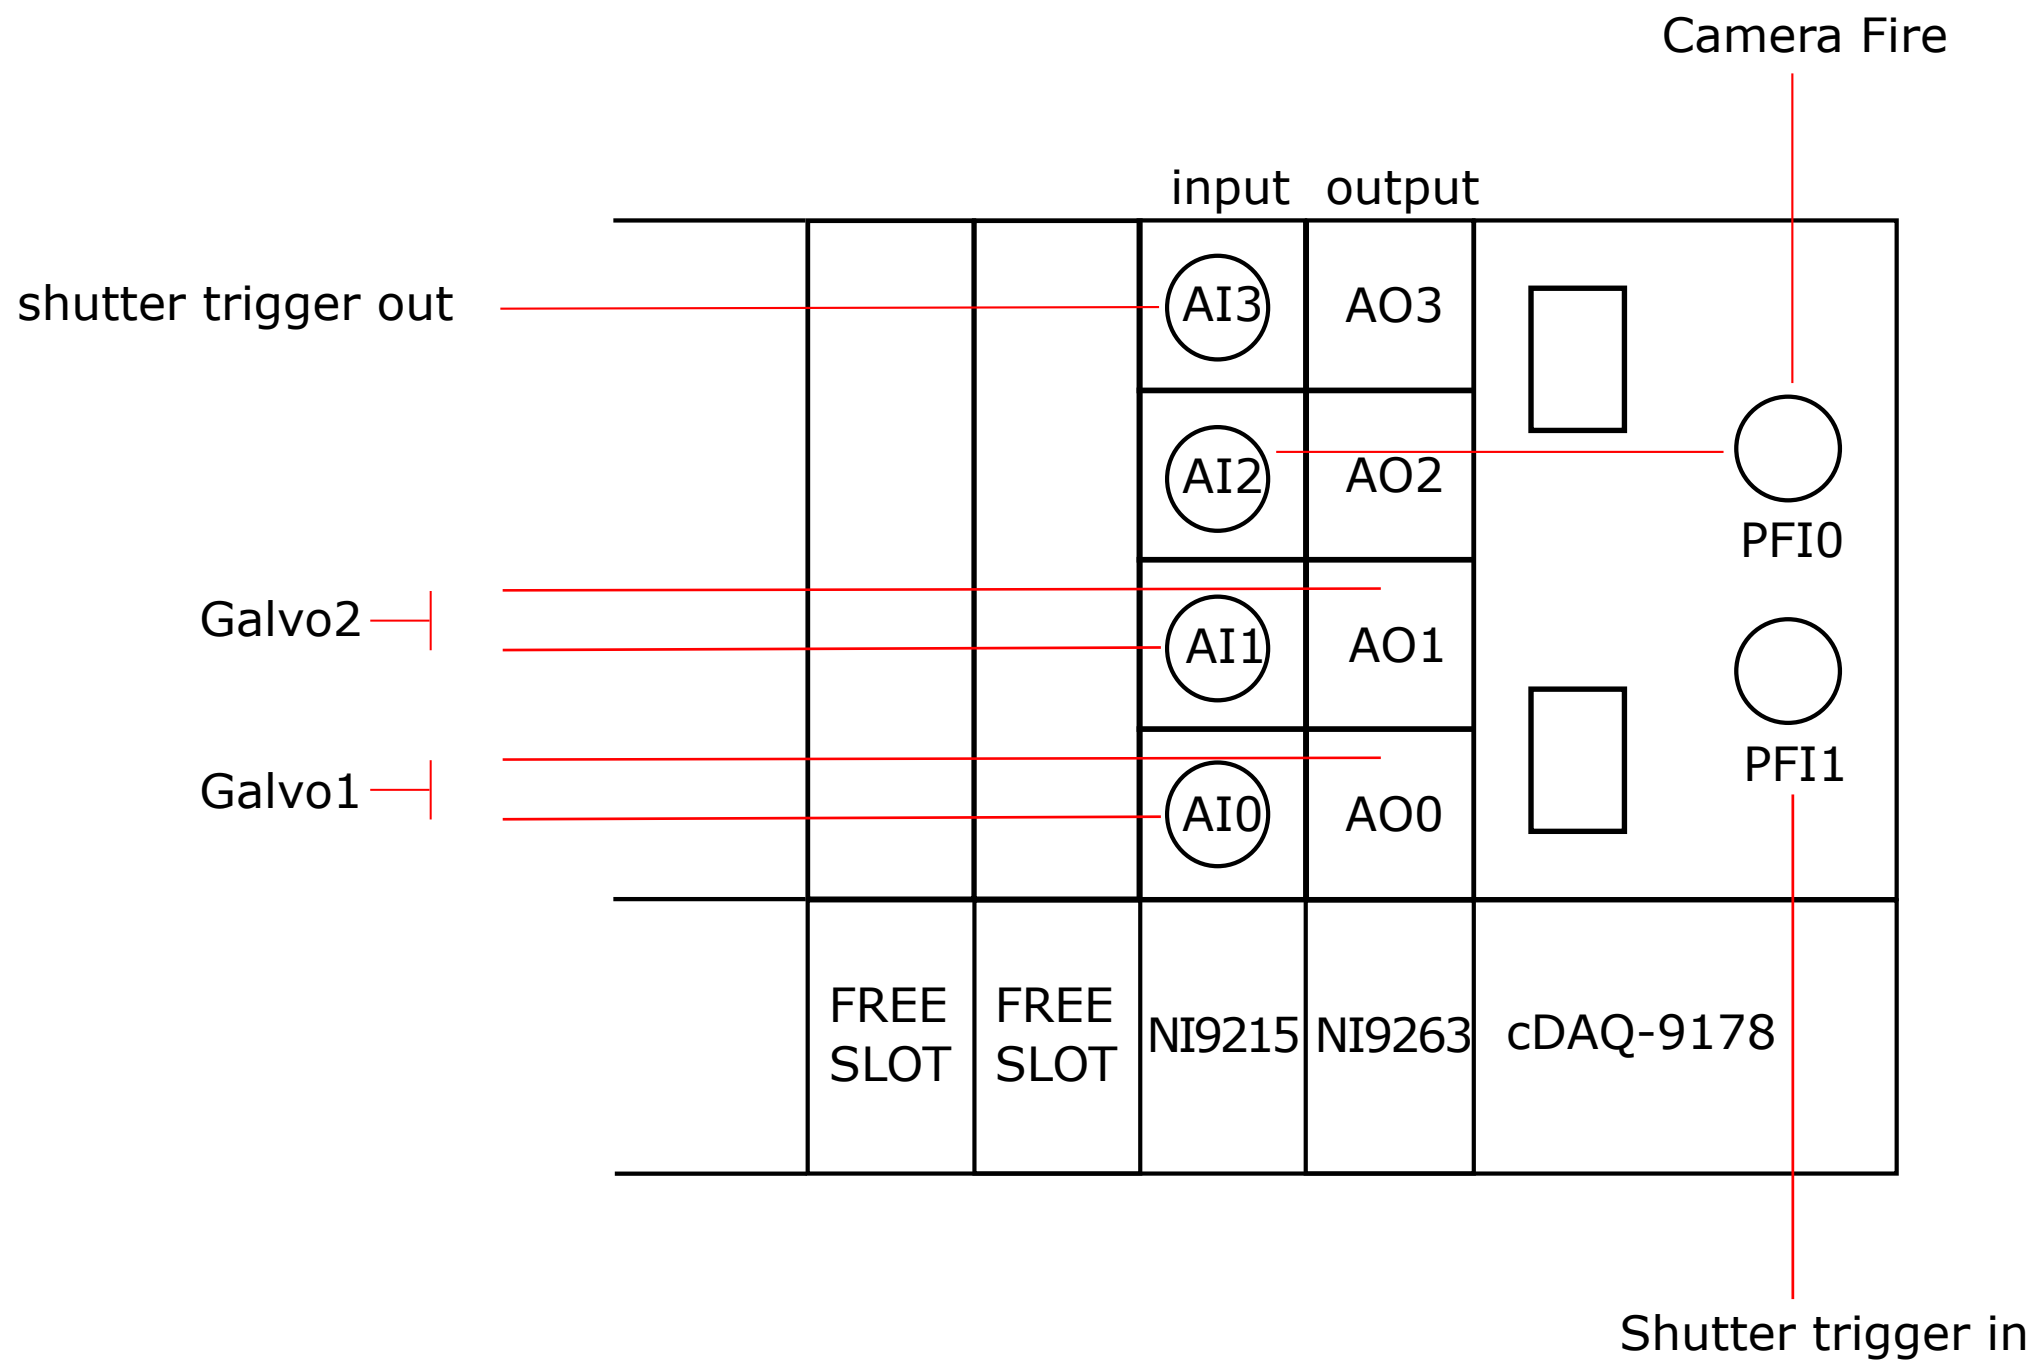 Camera Fire
input output
shutter trigger out
AI3 AO3
AI2 AO2
PFI0
Galvo2
AI1 AO1
PFI1
Galvo1
AI0 AO0
FREE SLOT
FREE SLOT
NI9215 NI9263 cDAQ-9178
Shutter trigger in